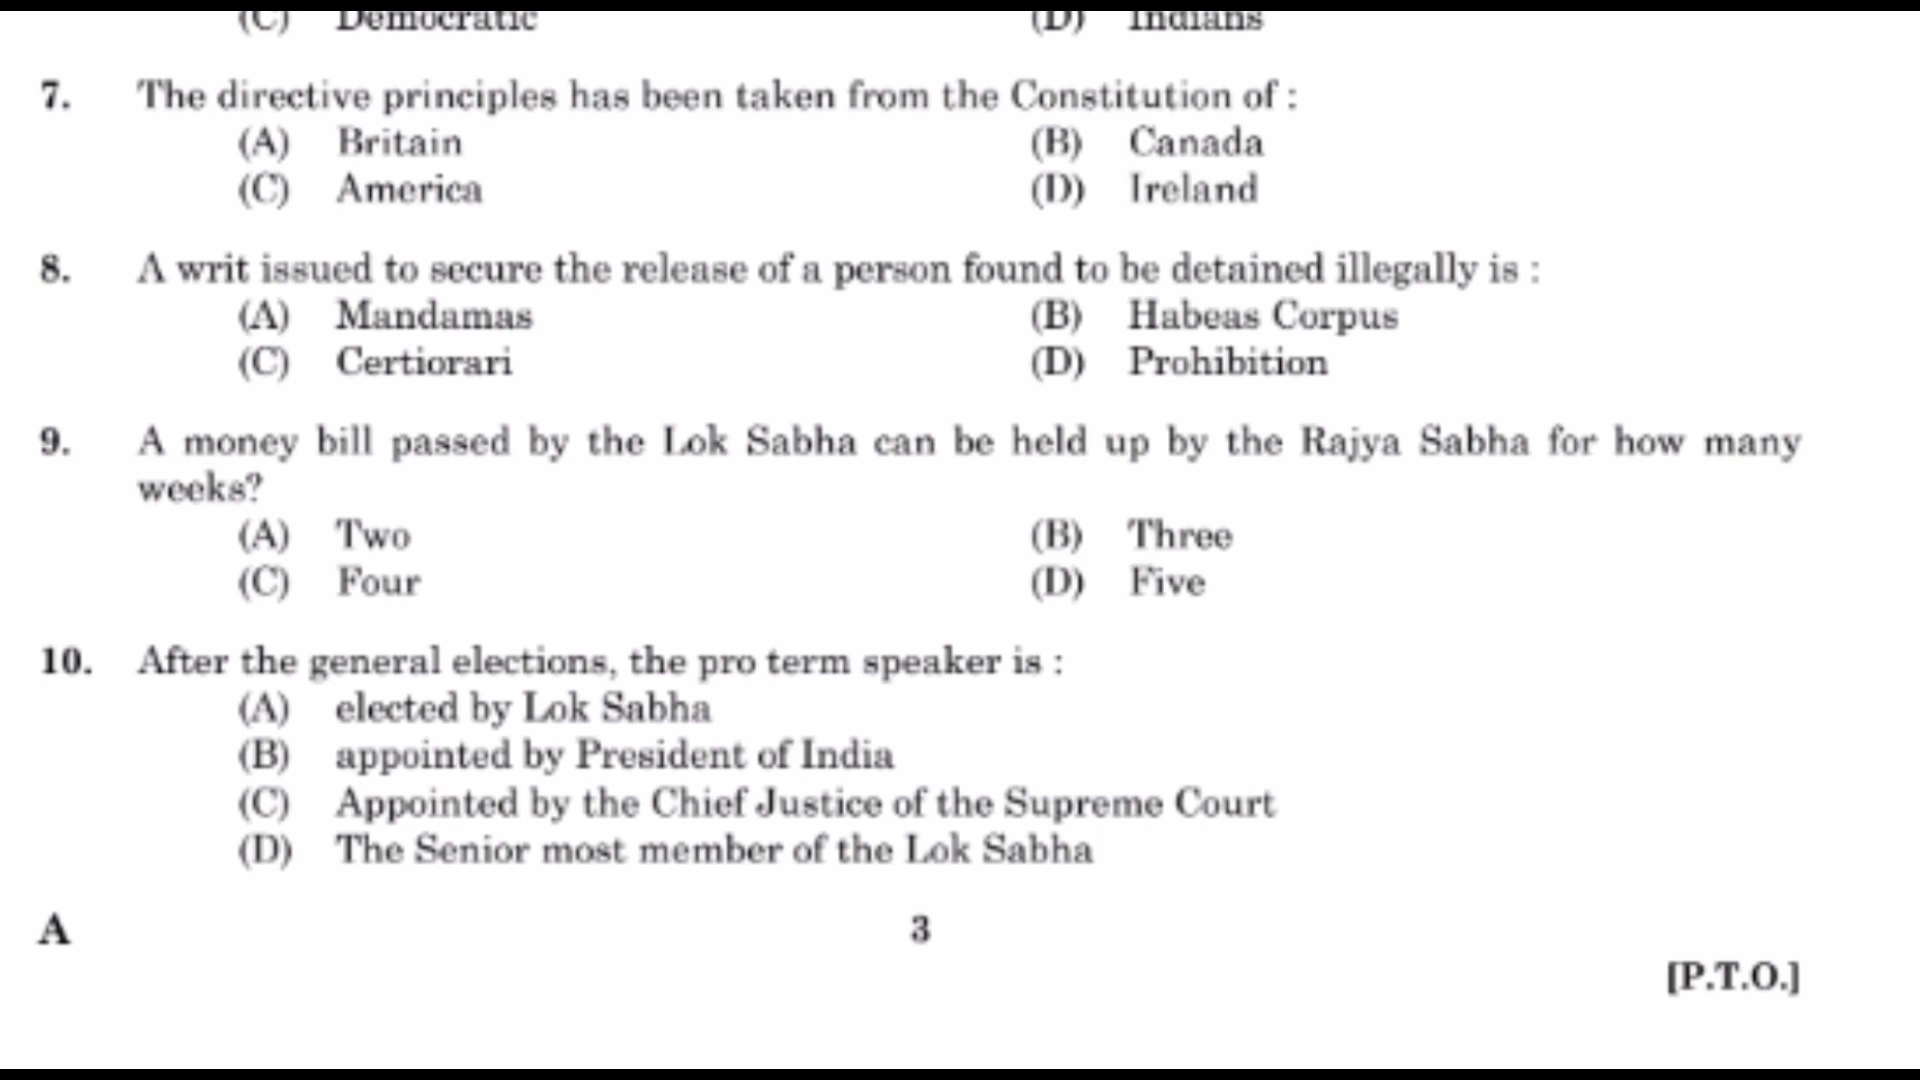 (C) Democratic (D) Indians
7. The directive principles has been taken from the Constitution of :
(A) Britain (B) Canada
(C) America (D) Ireland
8. A writ issued to secure the release of a person found to be detained illegally is :
(A) Mandamas (B) Habeas Corpus
(C) Certiorari (D) Prohibition
9. A money bill passed by the Lok Sabha can be held up by the Rajya Sabha for how many
weeks?
(A) Two (B) Three
(C) Four (D) Five
10. After the general elections, the pro term speaker is :
(A) elected by Lok Sabha
(B) appointed by President of India
(C) Appointed by the Chief Justice of the Supreme Court
(D) The Senior most member of the Lok Sabha
A 3
[P.T.O.]